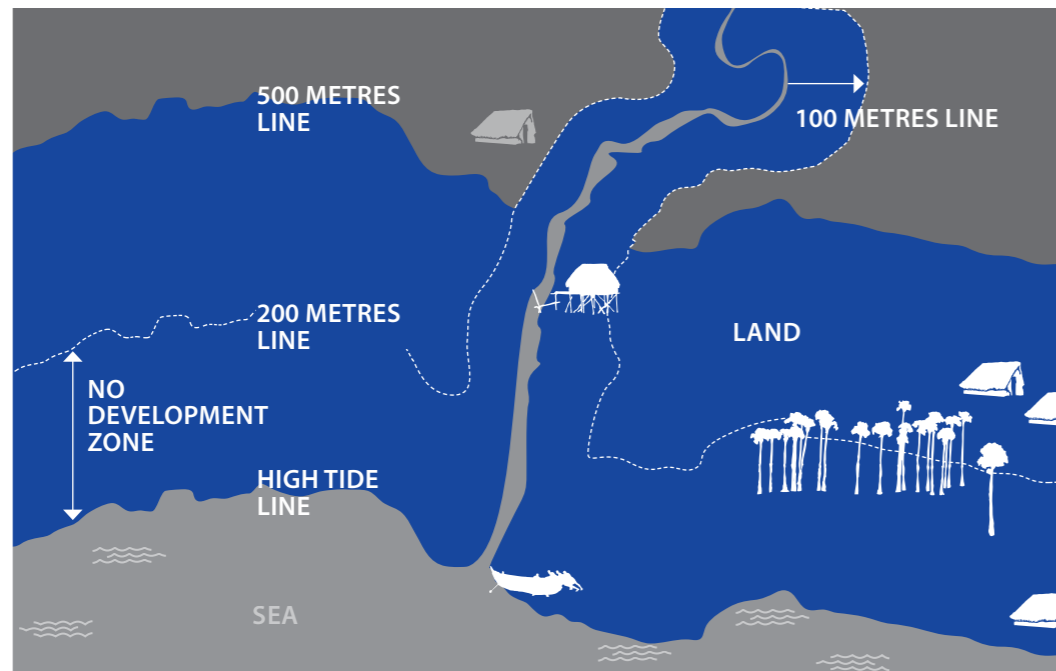 500 METRES
LINE
100 METRES LINE
200 METRES
LINE
LAND
NO
DEVELOPMENT
ZONE
HIGH TIDE
LINE
SEA